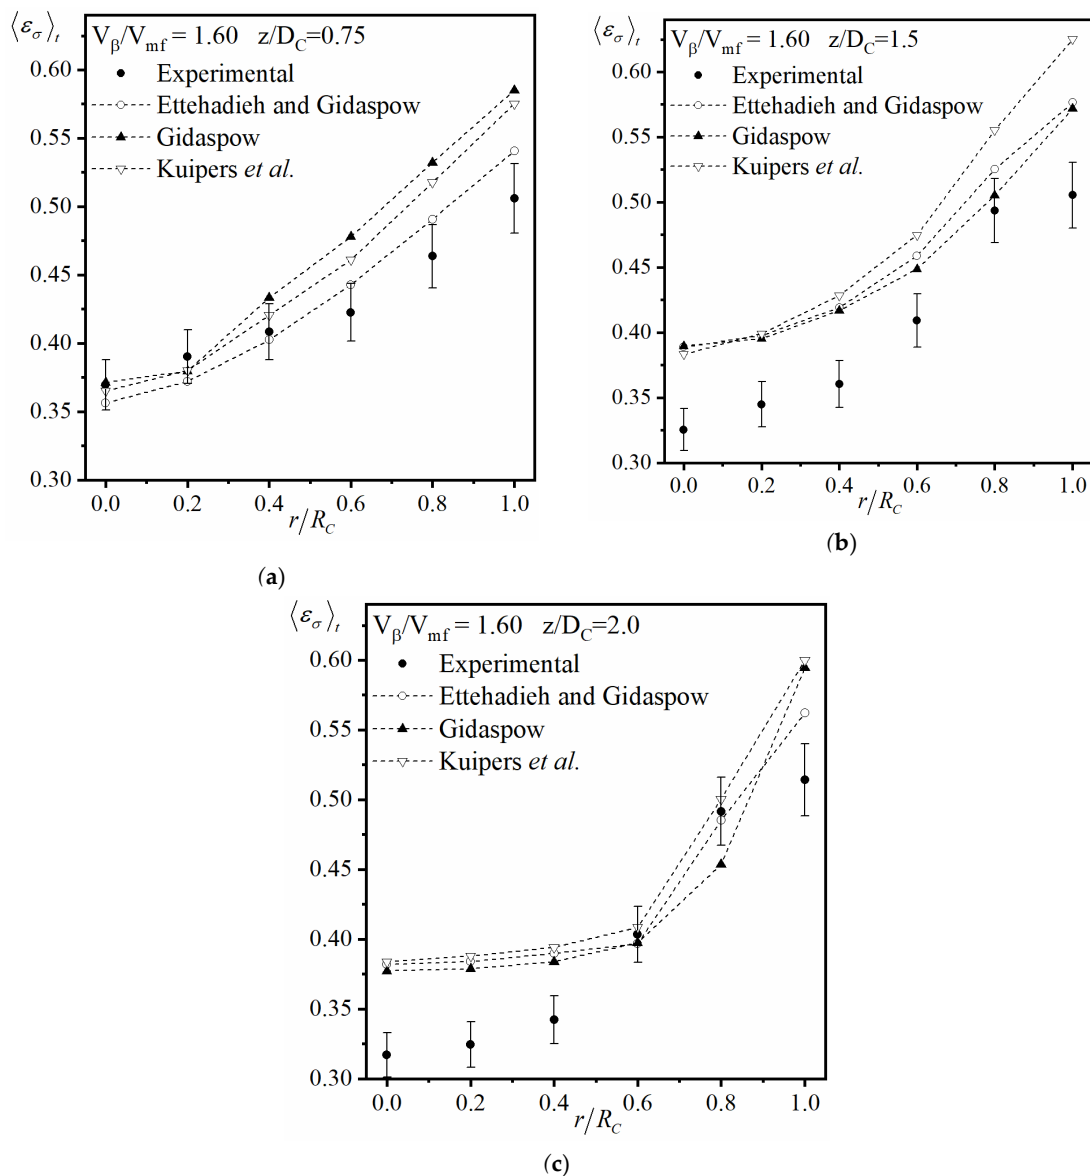 ⟨εσ⟩t
Vβ/Vmf = 1.60 z/DC=0.75
Experimental
Ettehadieh and Gidaspow
Gidaspow
Kuipers et al.
0.60
0.55
0.50
0.45
0.40
0.35
0.30
0.0 0.2 0.4 0.6 0.8 1.0
r/RC
(a)
⟨εσ⟩t
Vβ/Vmf = 1.60 z/DC=1.5
Experimental
Ettehadieh and Gidaspow
Gidaspow
Kuipers et al.
0.60
0.55
0.50
0.45
0.40
0.35
0.30
0.0 0.2 0.4 0.6 0.8 1.0
r/RC
(b)
⟨εσ⟩t
Vβ/Vmf = 1.60 z/DC=2.0
Experimental
Ettehadieh and Gidaspow
Gidaspow
Kuipers et al.
0.60
0.55
0.50
0.45
0.40
0.35
0.30
0.0 0.2 0.4 0.6 0.8 1.0
r/RC
(c)